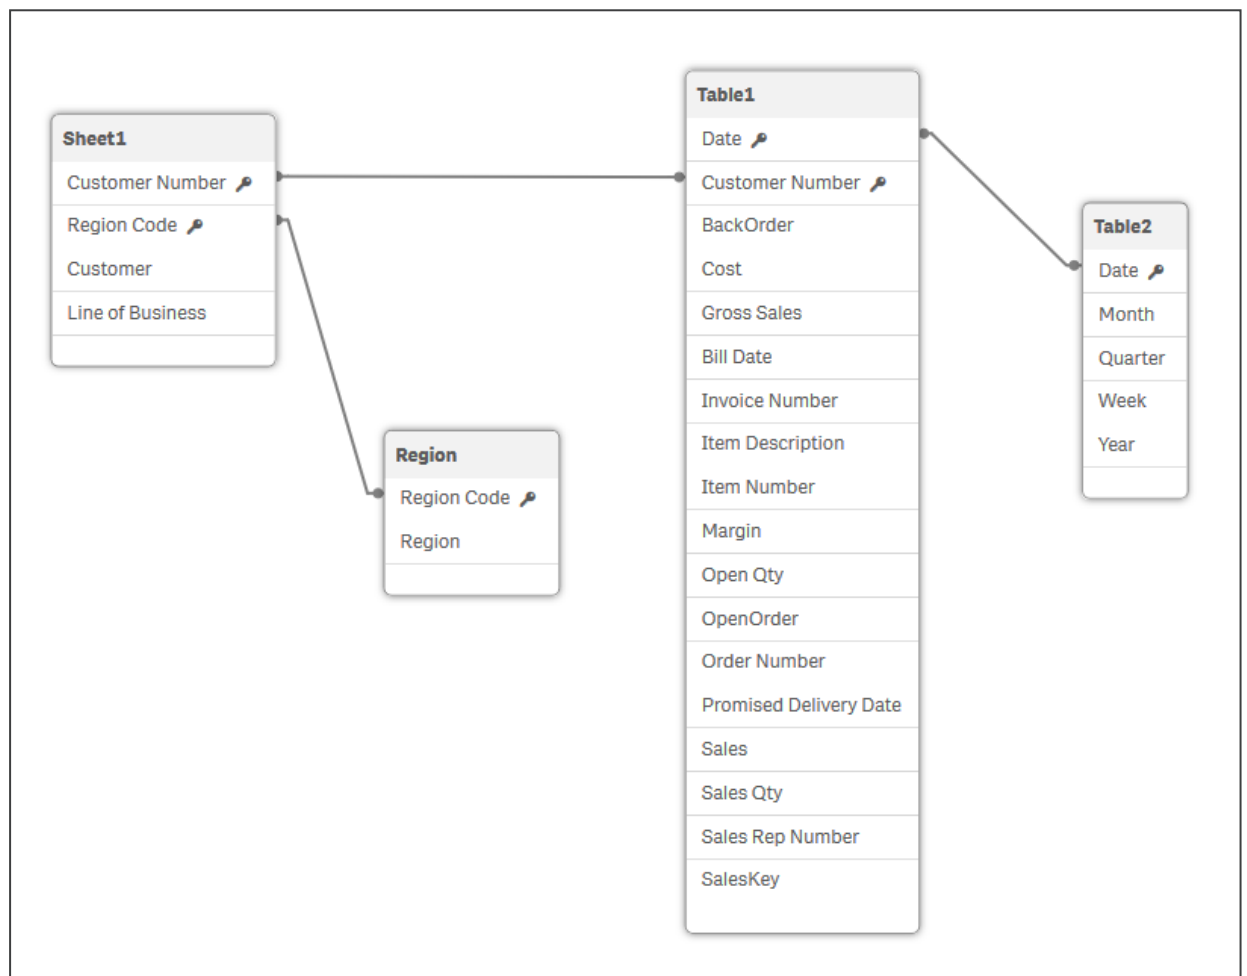 Sheet1
Customer Number
Region Code
Customer
Line of Business
Region
Region Code
Region
Table1
Date
Customer Number
BackOrder
Cost
Gross Sales
Bill Date
Invoice Number
Item Description
Item Number
Margin
Open Qty
OpenOrder
Order Number
Promised Delivery Date
Sales
Sales Qty
Sales Rep Number
SalesKey
Table2
Date
Month
Quarter
Week
Year